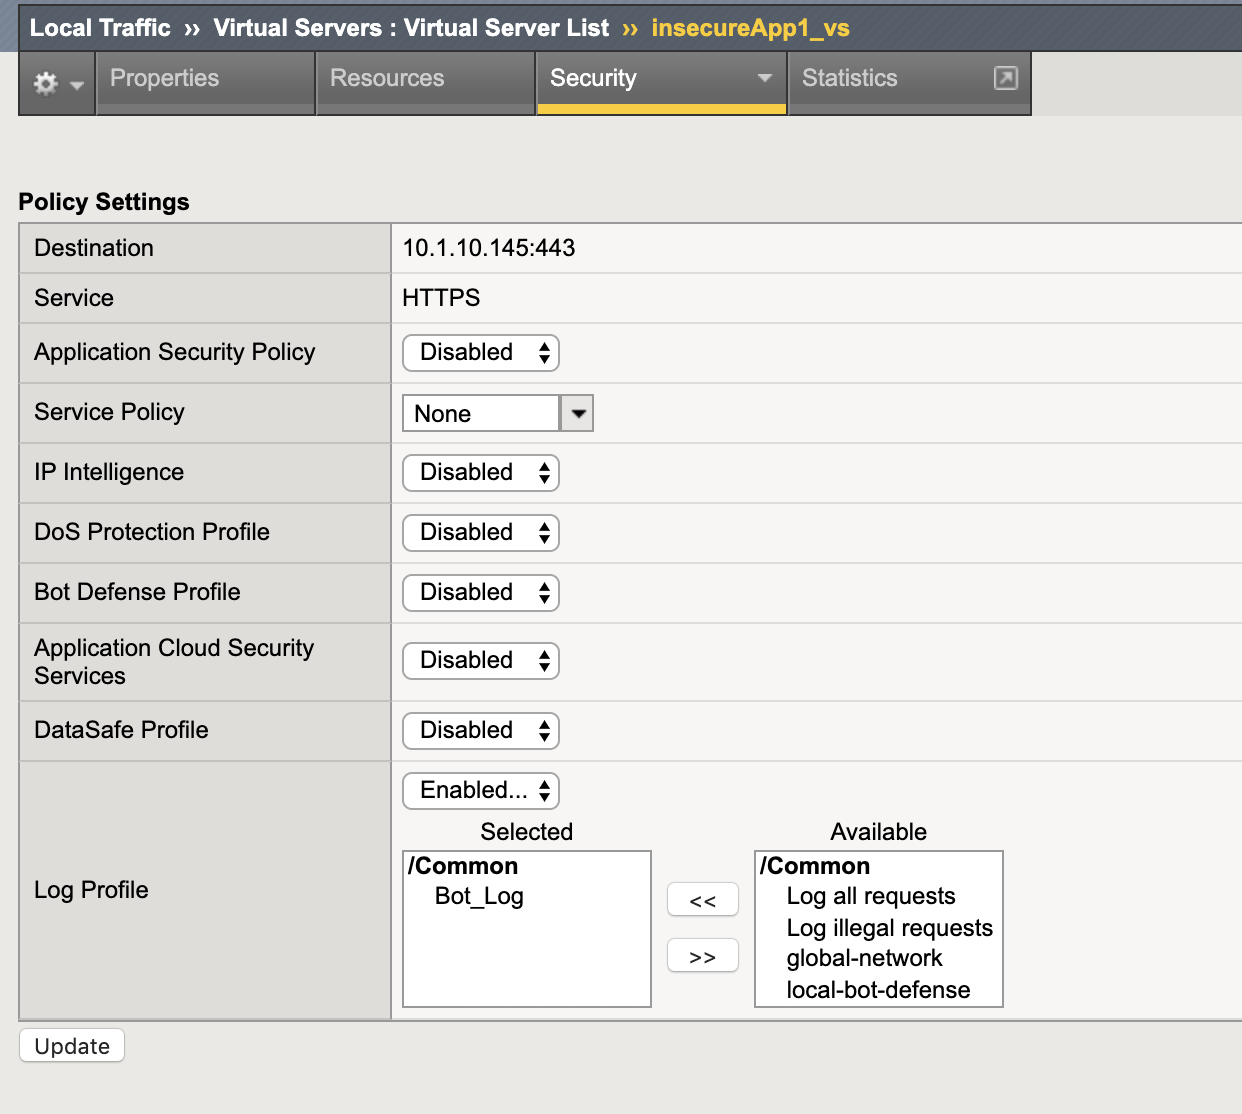 Local Traffic ›› Virtual Servers : Virtual Server List ›› insecureApp1_vs
Properties
Resources
Security
Statistics
Policy Settings
Destination
10.1.10.145:443
Service
HTTPS
Application Security Policy
Disabled
Service Policy
None
IP Intelligence
Disabled
DoS Protection Profile
Disabled
Bot Defense Profile
Disabled
Application Cloud Security
Services
Disabled
DataSafe Profile
Disabled
Log Profile
Enabled...
Selected
/Common
Bot_Log
<<
>>
Available
/Common
Log all requests
Log illegal requests
global-network
local-bot-defense
Update